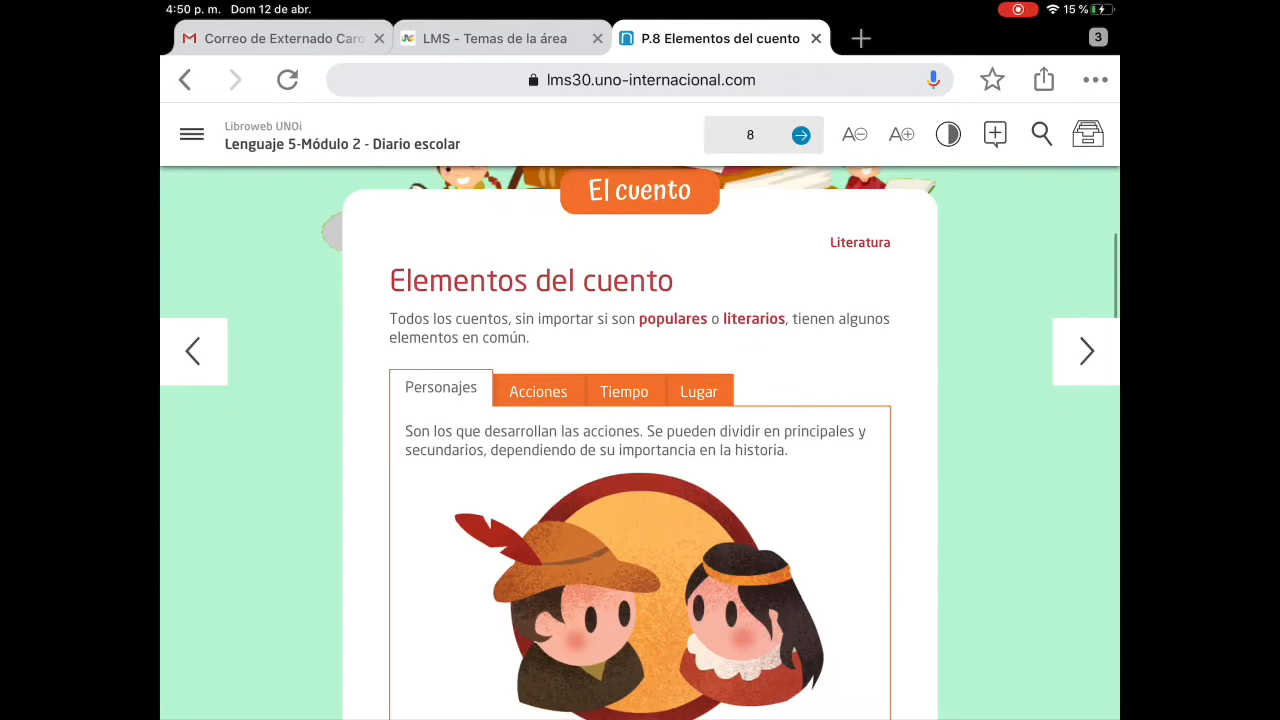 4:50 p. m. Dom 12 de abr.
15 %
Correo de Externado Caro
LMS - Temas de la área
P.8 Elementos del cuento
3
lms30.uno-internacional.com
Libroweb UNOi
Lenguaje 5-Módulo 2 - Diario escolar
8
A
A
El cuento
Literatura
Elementos del cuento
Todos los cuentos, sin importar si son populares o literarios, tienen algunos
elementos en común.
Personajes
Acciones
Tiempo
Lugar
Son los que desarrollan las acciones. Se pueden dividir en principales y
secundarios, dependiendo de su importancia en la historia.